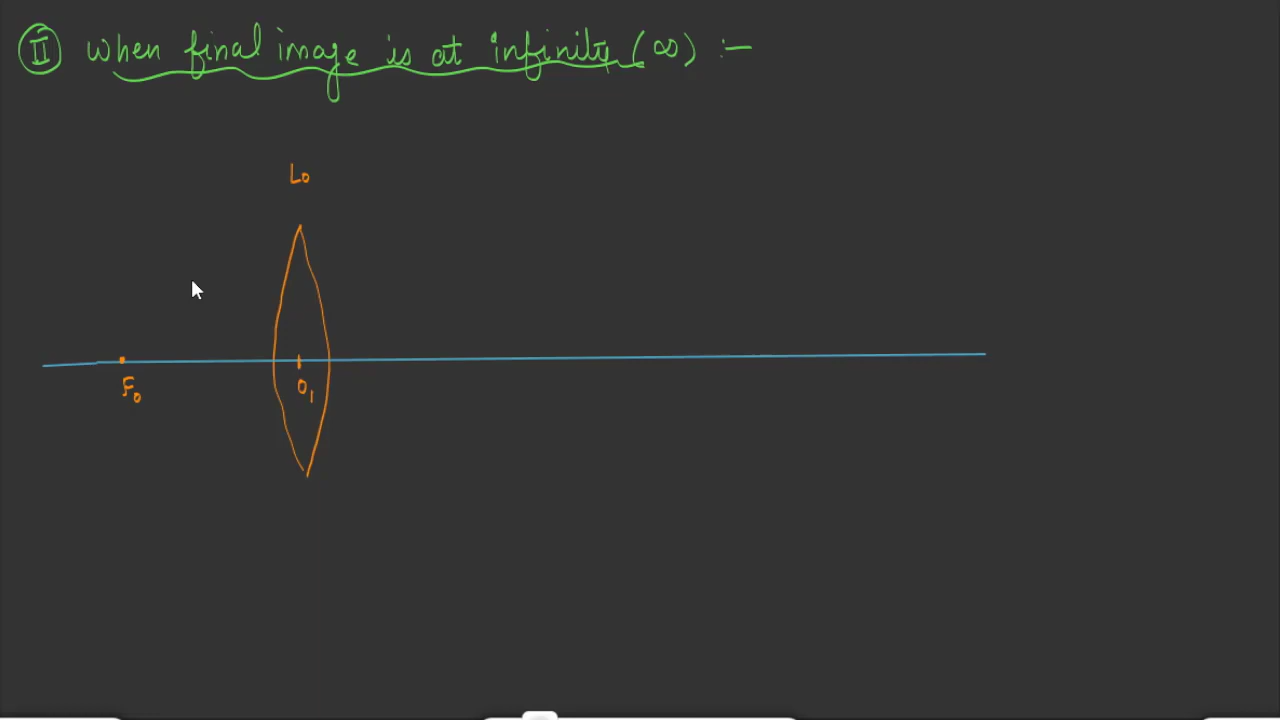 II when final image is at infinity (∞) :-
Lo
Fo
O1